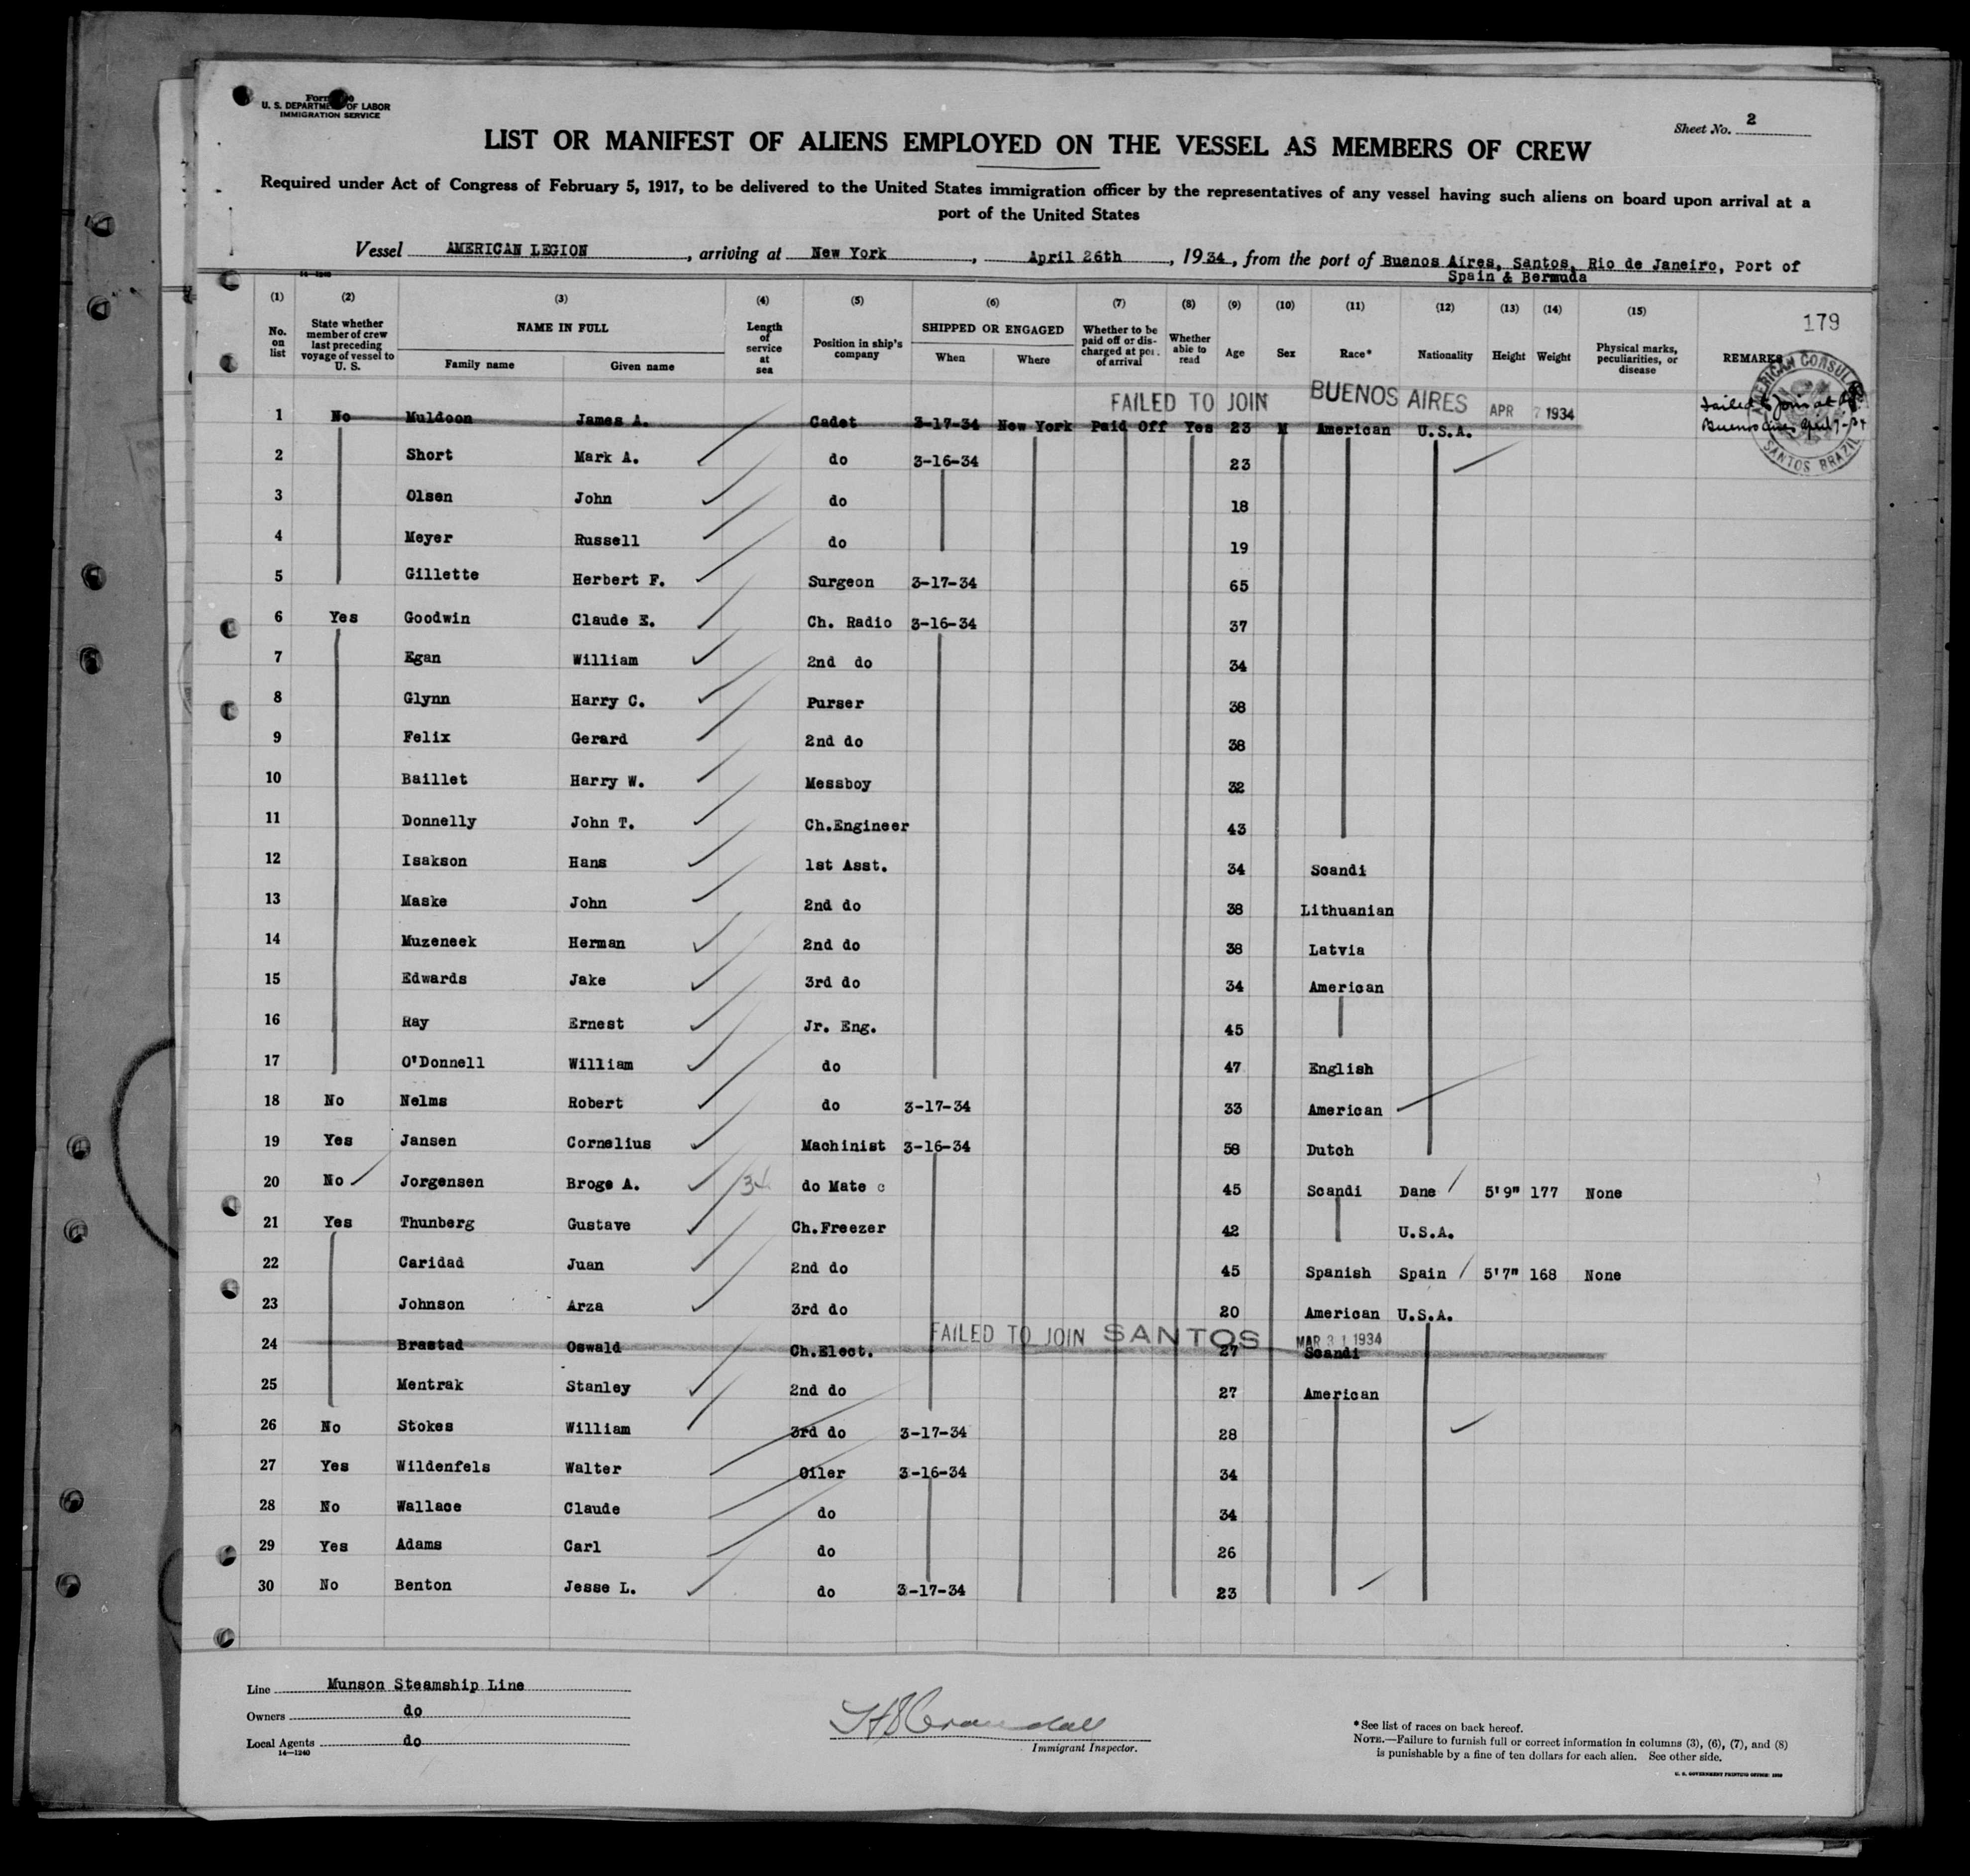 U. S. DEPARTMENT OF LABOR
IMMIGRATION SERVICE
Sheet No. 2
LIST OR MANIFEST OF ALIENS EMPLOYED ON THE VESSEL AS MEMBERS OF CREW
Required under Act of Congress of February 5, 1917, to be delivered to the United States immigration officer by the representatives of any vessel having such aliens on board upon arrival at a
port of the United States
Vessel AMERICAN LEGION, arriving at New York, April 26th, 1934, from the port of Buenos Aires, Santos, Rio de Janeiro, Port of
Spain & Bermuda
14-1240
(1) (2) (3) (4) (5) (6) (7) (8) (9) (10) (11) (12) (13) (14) (15) 179
No. on list State whether member of crew last preceding voyage of vessel to U. S. NAME IN FULL Family name Given name Length of service at sea Position in ship's company SHIPPED OR ENGAGED When Where Whether to be paid off or discharged at port of arrival Whether able to read Age Sex Race* Nationality Height Weight Physical marks, peculiarities, or disease REMARKS
AMERICAN CONSULATE SANTOS BRAZIL
FAILED TO JOIN BUENOS AIRES APR 7 1934
Failed to join at
Buenos Aires April 7-34
1 No Muldoon James A. Cadet 3-17-34 New York Paid Off Yes 23 M American U.S.A.
2 Short Mark A. do 3-16-34 23
3 Olsen John do 18
4 Meyer Russell do 19
5 Gillette Herbert F. Surgeon 3-17-34 65
6 Yes Goodwin Claude E. Ch. Radio 3-16-34 37
7 Egan William 2nd do 34
8 Glynn Harry C. Purser 38
9 Felix Gerard 2nd do 38
10 Baillet Harry W. Messboy 32
11 Donnelly John T. Ch.Engineer 43
12 Isakson Hans 1st Asst. 34 Scandi
13 Maske John 2nd do 38 Lithuanian
14 Muzeneek Herman 2nd do 38 Latvia
15 Edwards Jake 3rd do 34 American
16 Ray Ernest Jr. Eng. 45
17 O'Donnell William do 47 English
18 No Nelms Robert do 3-17-34 33 American
19 Yes Jansen Cornelius Machinist 3-16-34 58 Dutch
20 No Jorgensen Broge A. 34 do Mate c 45 Scandi Dane 5'9" 177 None
21 Yes Thunberg Gustave Ch.Freezer 42 U.S.A.
22 Caridad Juan 2nd do 45 Spanish Spain 5'7" 168 None
23 Johnson Arza 3rd do 20 American U.S.A.
FAILED TO JOIN SANTOS MAR 31 1934
24 Brastad Oswald Ch.Elect. 27 Scandi
25 Mentrak Stanley 2nd do 27 American
26 No Stokes William 3rd do 3-17-34 28
27 Yes Wildenfels Walter Oiler 3-16-34 34
28 No Wallace Claude do 34
29 Yes Adams Carl do 26
30 No Benton Jesse L. do 3-17-34 23
Line Munson Steamship Line
Owners do
Local Agents do
14—1240
H S Crandall
Immigrant Inspector.
*See list of races on back hereof.
NOTE.—Failure to furnish full or correct information in columns (3), (6), (7), and (8)
is punishable by a fine of ten dollars for each alien. See other side.